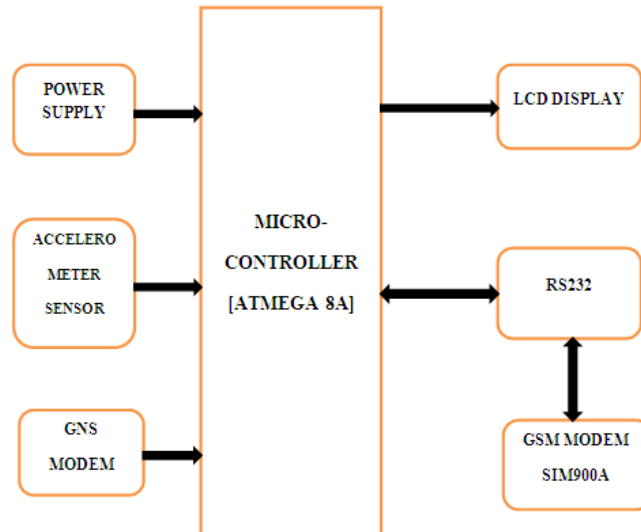 POWER
SUPPLY
ACCELERO
METER
SENSOR
GNS
MODEM
MICRO-
CONTROLLER
[ATMEGA 8A]
LCD DISPLAY
RS232
GSM MODEM
SIM900A